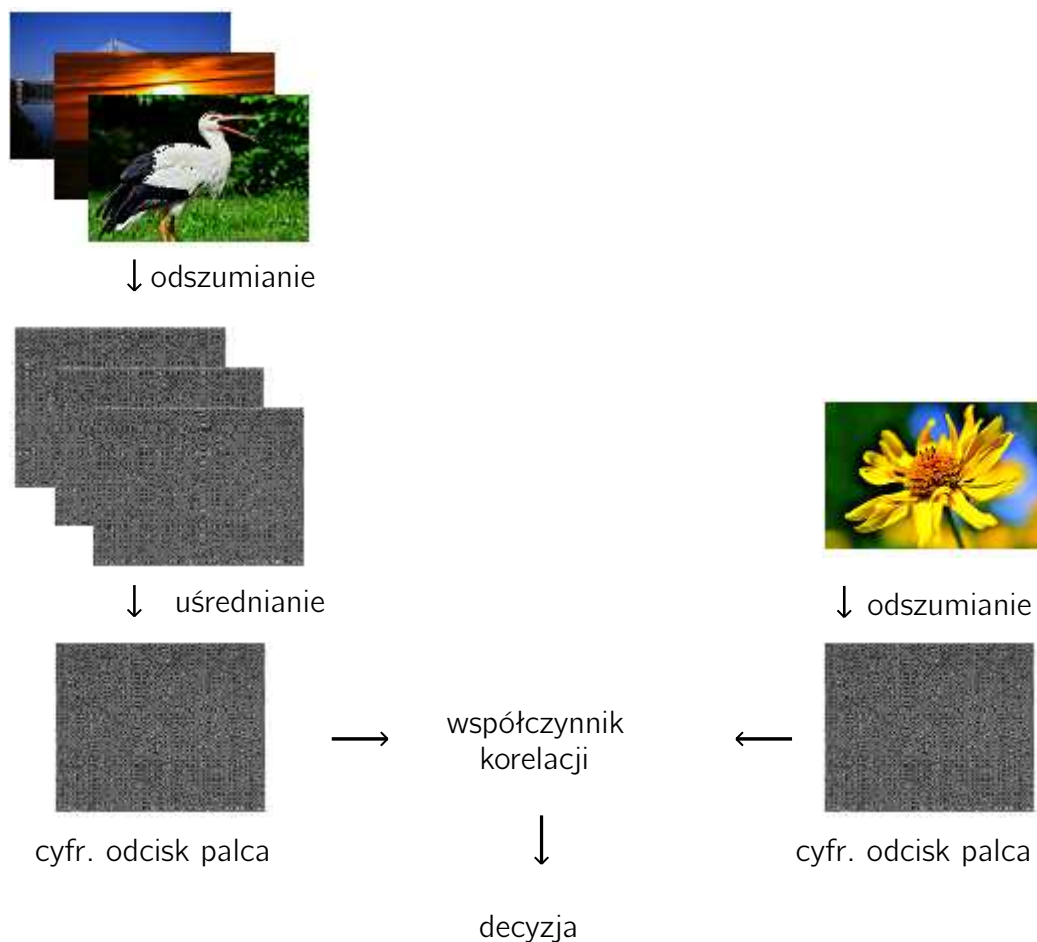 odszumianie
uśrednianie
odszumianie
współczynnik
korelacji
cyfr. odcisk palca
cyfr. odcisk palca
decyzja